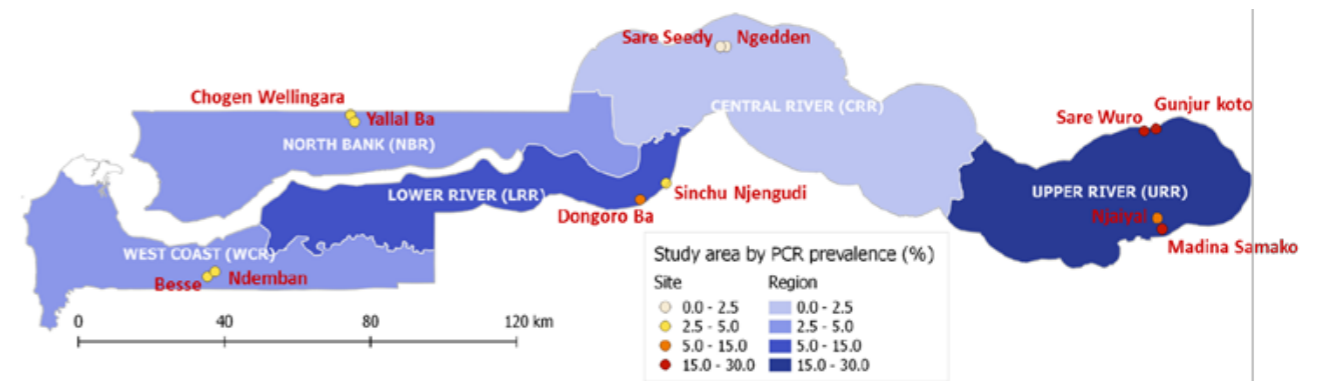 Sare Seedy
Ngedden
Chogen Wellingara
Yallal Ba
CENTRAL RIVER (CRR)
Gunjur koto
Sare Wuro
NORTH BANK (NBR)
LOWER RIVER (LRR)
Sinchu Njengudi
UPPER RIVER (URR)
Dongoro Ba
Njaiyal
Madina Samako
WEST COAST (WCR)
Besse
Ndemban
Study area by PCR prevalence (%)
Site Region
0.0 - 2.5 0.0 - 2.5
2.5 - 5.0 2.5 - 5.0
5.0 - 15.0 5.0 - 15.0
15.0 - 30.0 15.0 - 30.0
0 40 80 120 km